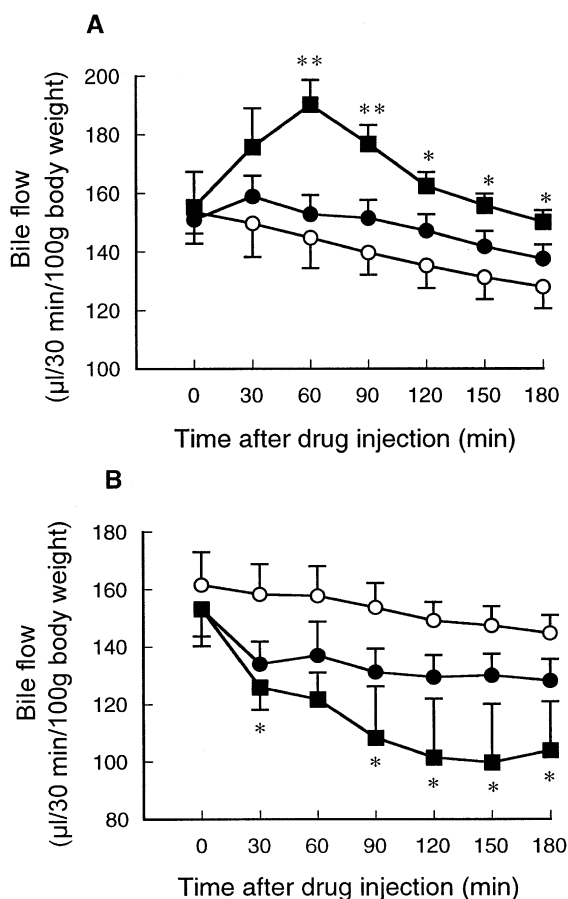 A
Bile flow
(µl/30 min/100g body weight)
200
180
160
140
120
100
**
**
*
*
*
0 30 60 90 120 150 180
Time after drug injection (min)
B
Bile flow
(µl/30 min/100g body weight)
180
160
140
120
100
80
*
*
*
*
*
0 30 60 90 120 150 180
Time after drug injection (min)